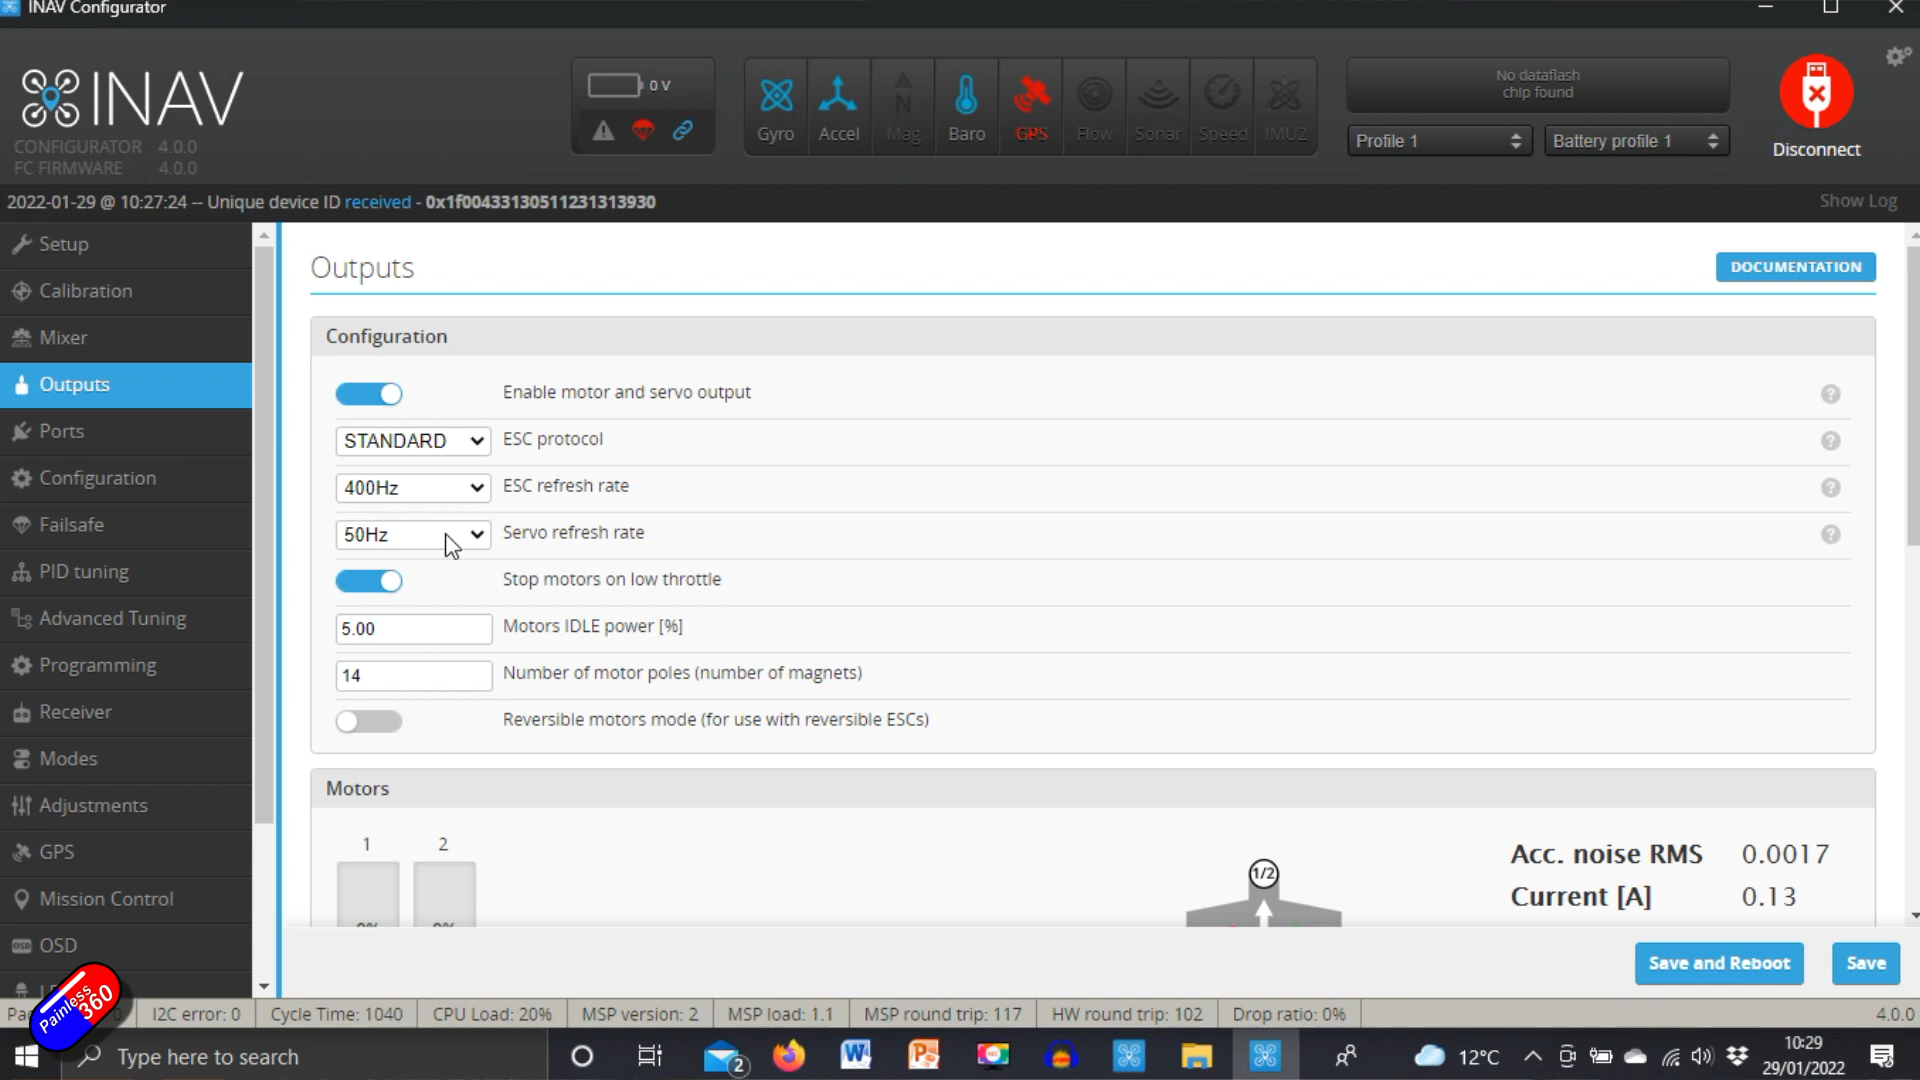 INAV Configurator
INAV
CONFIGURATOR 4.0.0
FC FIRMWARE 4.0.0
0 V
Gyro Accel Mag Baro GPS Flow Sonar Speed IMU2
No dataflash
chip found
Profile 1 Battery profile 1
Disconnect
2022-01-29 @ 10:27:24 -- Unique device ID received - 0x1f00433130511231313930
Show Log
Setup
Calibration
Mixer
Outputs
Ports
Configuration
Failsafe
PID tuning
Advanced Tuning
Programming
Receiver
Modes
Adjustments
GPS
Mission Control
OSD
Outputs
DOCUMENTATION
Configuration
Enable motor and servo output ?
STANDARD ESC protocol ?
400Hz ESC refresh rate ?
50Hz Servo refresh rate ?
Stop motors on low throttle
5.00 Motors IDLE power [%]
14 Number of motor poles (number of magnets)
Reversible motors mode (for use with reversible ESCs)
Motors
1 2
1/2
Acc. noise RMS 0.0017
Current [A] 0.13
Save and Reboot Save
Painless360
I2C error: 0 Cycle Time: 1040 CPU Load: 20% MSP version: 2 MSP load: 1.1 MSP round trip: 117 HW round trip: 102 Drop ratio: 0% 4.0.0
Type here to search
2
12°C
10:29
29/01/2022